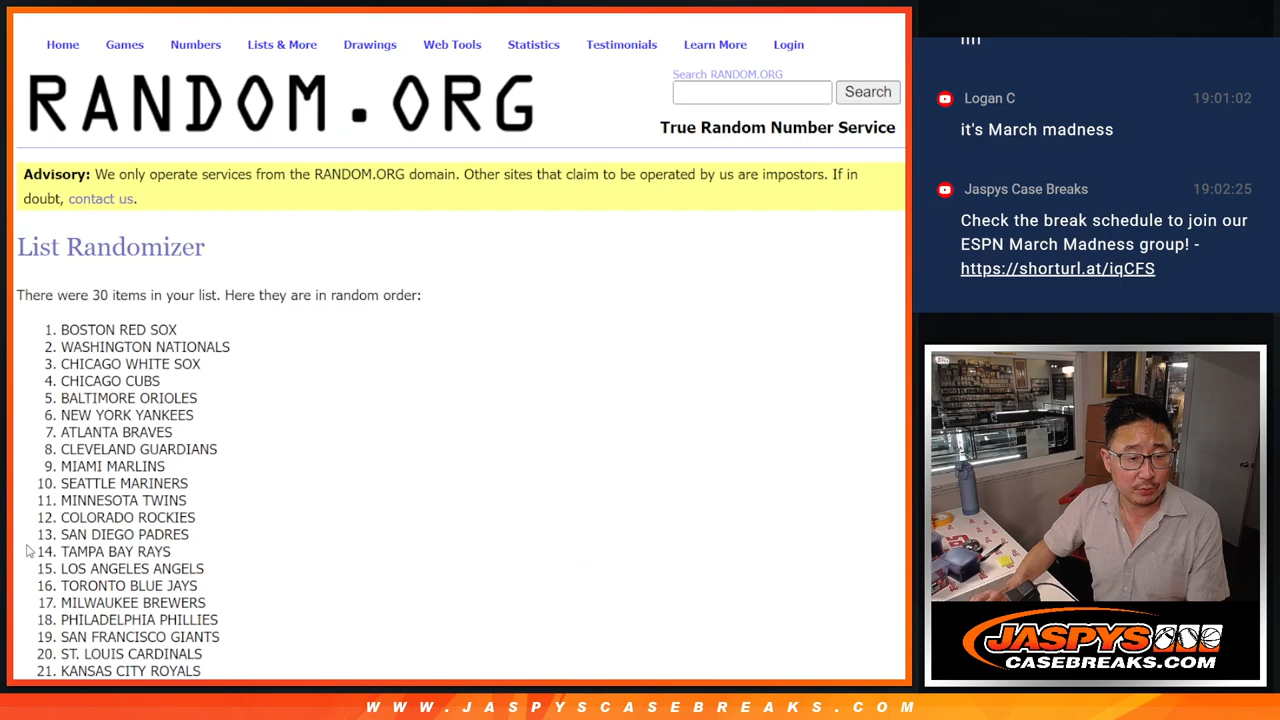 Home Games Numbers Lists & More Drawings Web Tools Statistics Testimonials Learn More Login
RANDOM.ORG
Search RANDOM.ORG
Search
True Random Number Service
Advisory: We only operate services from the RANDOM.ORG domain. Other sites that claim to be operated by us are impostors. If in
doubt, contact us.
List Randomizer
There were 30 items in your list. Here they are in random order:
1. BOSTON RED SOX
2. WASHINGTON NATIONALS
3. CHICAGO WHITE SOX
4. CHICAGO CUBS
5. BALTIMORE ORIOLES
6. NEW YORK YANKEES
7. ATLANTA BRAVES
8. CLEVELAND GUARDIANS
9. MIAMI MARLINS
10. SEATTLE MARINERS
11. MINNESOTA TWINS
12. COLORADO ROCKIES
13. SAN DIEGO PADRES
14. TAMPA BAY RAYS
15. LOS ANGELES ANGELS
16. TORONTO BLUE JAYS
17. MILWAUKEE BREWERS
18. PHILADELPHIA PHILLIES
19. SAN FRANCISCO GIANTS
20. ST. LOUIS CARDINALS
21. KANSAS CITY ROYALS
Logan C 19:01:02
it's March madness
Jaspys Case Breaks 19:02:25
Check the break schedule to join our
ESPN March Madness group! -
https://shorturl.at/iqCFS
JASPYS
CASEBREAKS.COM
WWW.JASPYSCASEBREAKS.COM